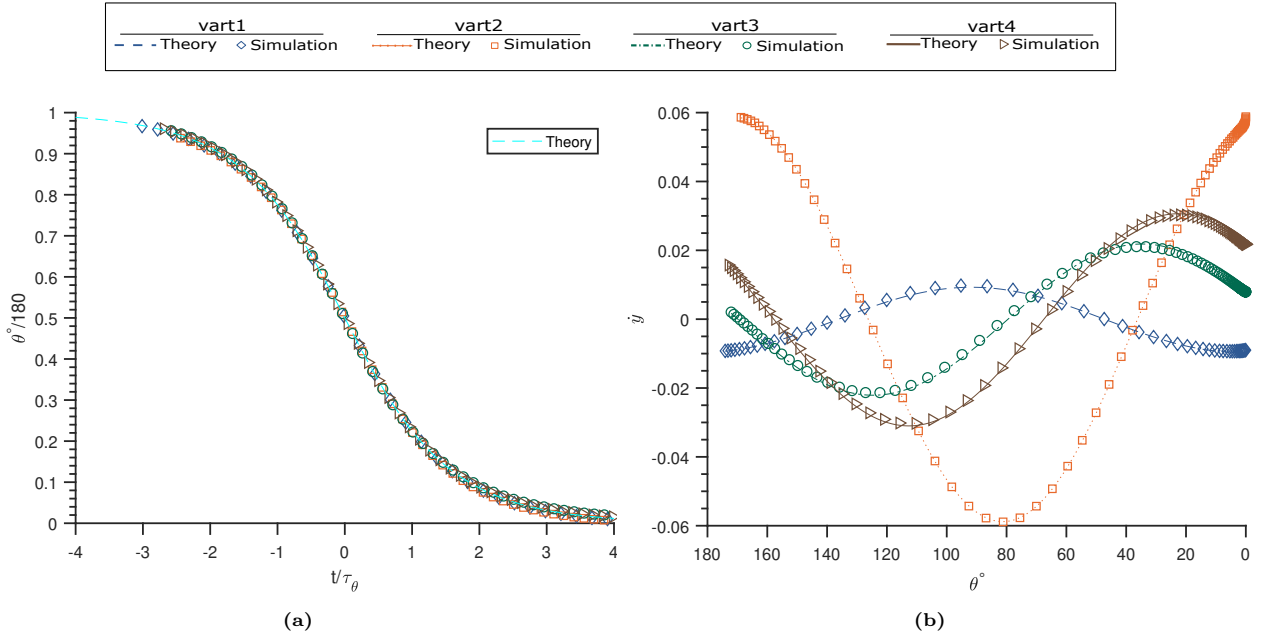 vart1 vart2 vart3 vart4
Theory Simulation Theory Simulation Theory Simulation Theory Simulation
1
0.9
0.8
0.7
0.6
0.5
0.4
0.3
0.2
0.1
0
θ°/180
-4 -3 -2 -1 0 1 2 3 4
t/τ_θ
Theory
(a)
0.06
0.04
0.02
0
-0.02
-0.04
-0.06
ẏ
180 160 140 120 100 80 60 40 20 0
θ°
(b)